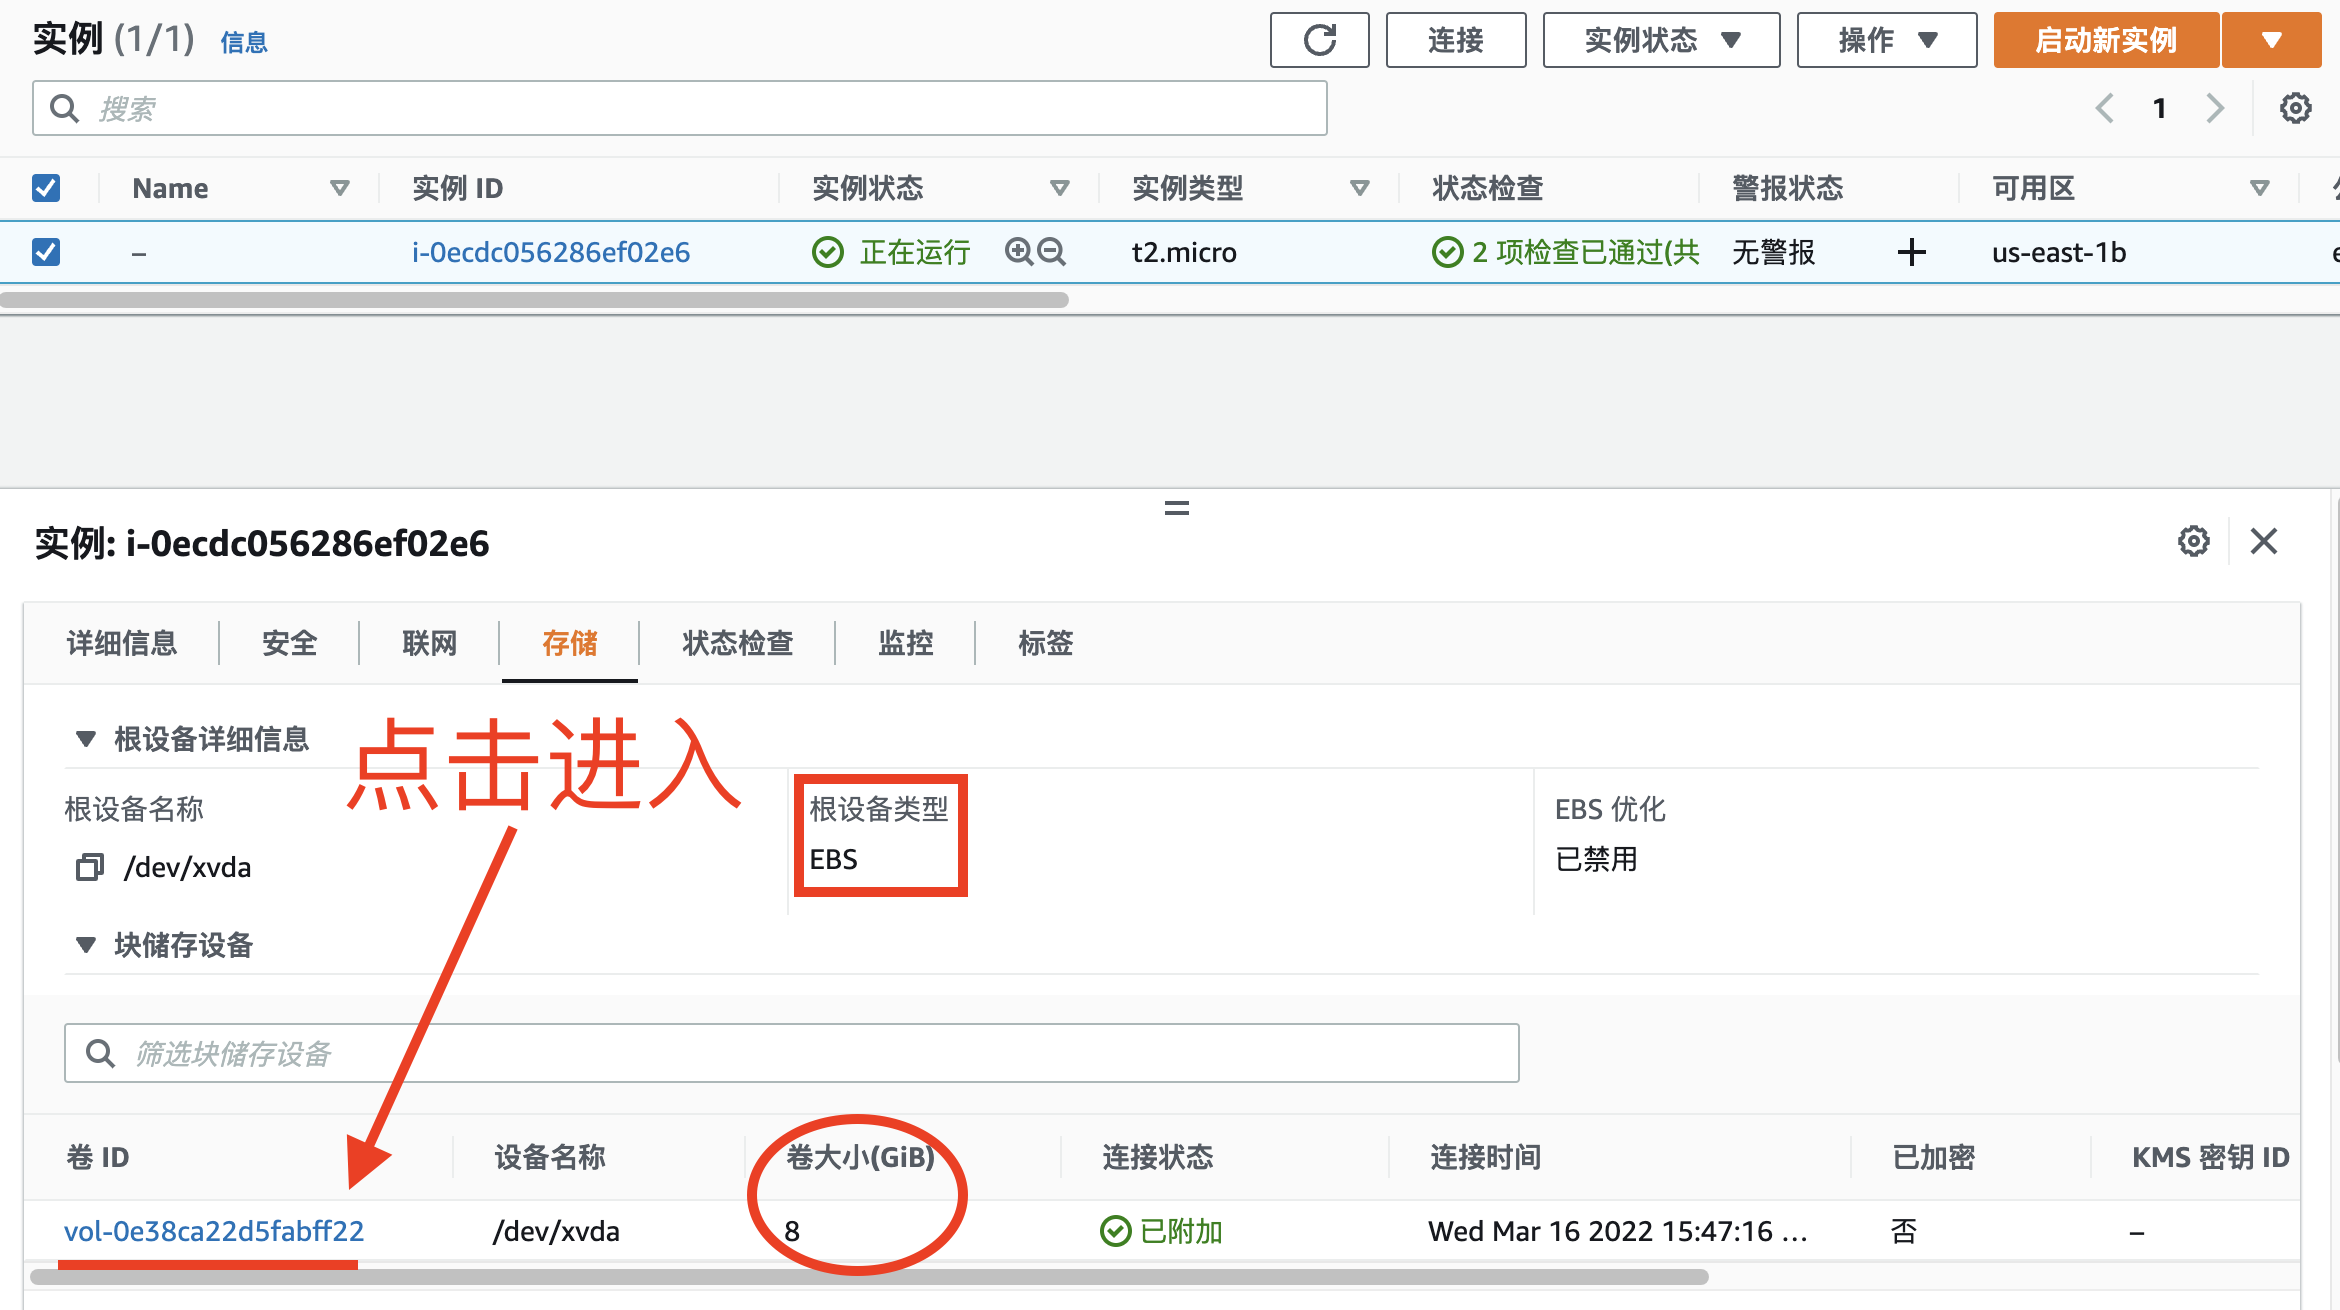 实例 (1/1) 信息
连接 实例状态 操作 启动新实例
搜索
1
Name 实例 ID 实例状态 实例类型 状态检查 警报状态 可用区
– i-0ecdc056286ef02e6 正在运行 t2.micro 2 项检查已通过(共 无警报 us-east-1b
实例: i-0ecdc056286ef02e6
详细信息 安全 联网 存储 状态检查 监控 标签
根设备详细信息
点击进入
根设备名称 根设备类型 EBS 优化
/dev/xvda EBS 已禁用
块储存设备
筛选块储存设备
卷 ID 设备名称 卷大小(GiB) 连接状态 连接时间 已加密 KMS 密钥 ID
vol-0e38ca22d5fabff22 /dev/xvda 8 已附加 Wed Mar 16 2022 15:47:16 ... 否 –